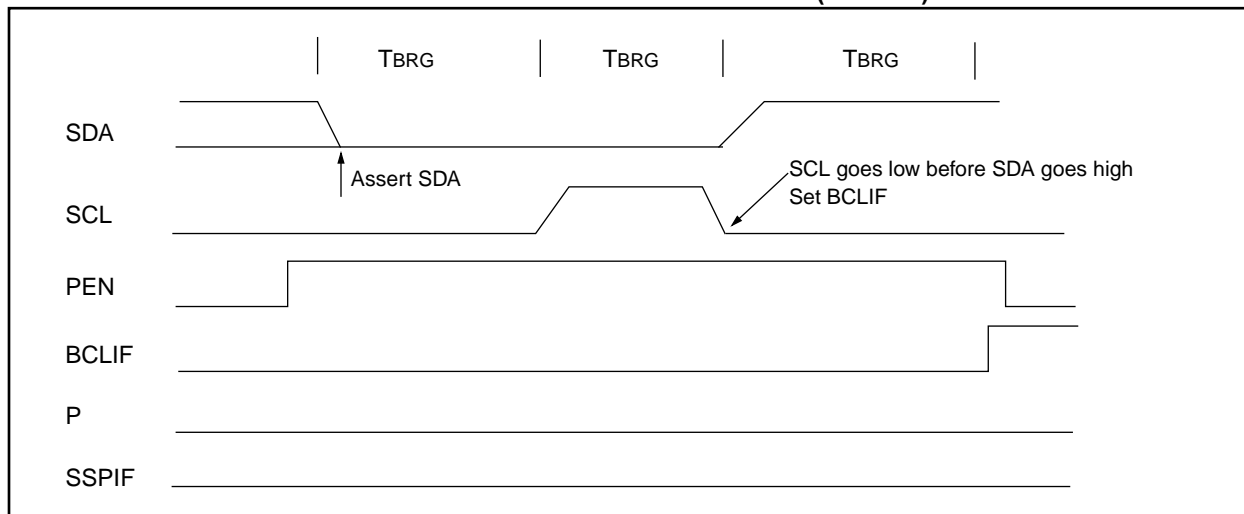 TBRG TBRG TBRG
SDA
Assert SDA
SCL goes low before SDA goes high
Set BCLIF
SCL
PEN
BCLIF
P
SSPIF